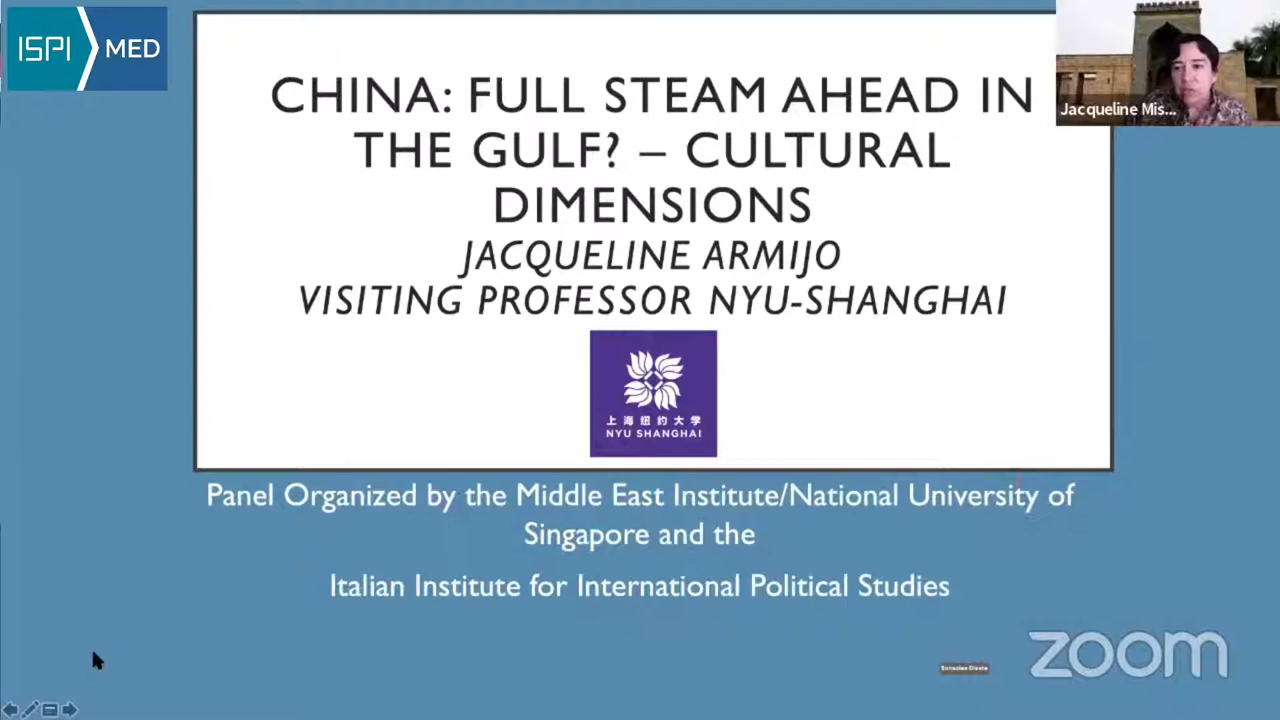 ISPI MED
CHINA: FULL STEAM AHEAD IN
THE GULF? – CULTURAL
DIMENSIONS
JACQUELINE ARMIJO
VISITING PROFESSOR NYU-SHANGHAI
上海纽约大学
NYU SHANGHAI
Panel Organized by the Middle East Institute/National University of
Singapore and the
Italian Institute for International Political Studies
Jacqueline Mis...
zoom